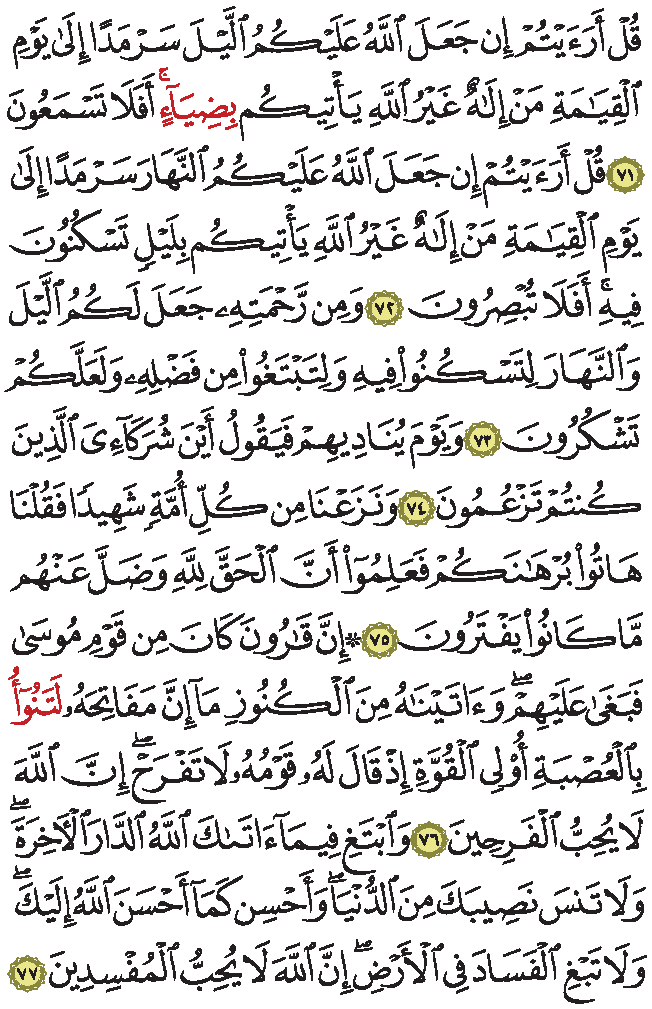 قُلْ أَرَءَيْتُمْ إِن جَعَلَ ٱللَّهُ عَلَيْكُمُ ٱلَّيْلَ سَرْمَدًا إِلَىٰ يَوْمِ
ٱلْقِيَٰمَةِ مَنْ إِلَٰهٌ غَيْرُ ٱللَّهِ يَأْتِيكُم بِضِيَآءٍ ۚ أَفَلَا تَسْمَعُونَ
٧١ قُلْ أَرَءَيْتُمْ إِن جَعَلَ ٱللَّهُ عَلَيْكُمُ ٱلنَّهَارَ سَرْمَدًا إِلَىٰ
يَوْمِ ٱلْقِيَٰمَةِ مَنْ إِلَٰهٌ غَيْرُ ٱللَّهِ يَأْتِيكُم بِلَيْلٍ تَسْكُنُونَ
فِيهِ ۚ أَفَلَا تُبْصِرُونَ ٧٢ وَمِن رَّحْمَتِهِۦ جَعَلَ لَكُمُ ٱلَّيْلَ
وَٱلنَّهَارَ لِتَسْكُنُوا۟ فِيهِ وَلِتَبْتَغُوا۟ مِن فَضْلِهِۦ وَلَعَلَّكُمْ
تَشْكُرُونَ ٧٣ وَيَوْمَ يُنَادِيهِمْ فَيَقُولُ أَيْنَ شُرَكَآءِىَ ٱلَّذِينَ
كُنتُمْ تَزْعُمُونَ ٧٤ وَنَزَعْنَا مِن كُلِّ أُمَّةٍ شَهِيدًا فَقُلْنَا
هَاتُوا۟ بُرْهَٰنَكُمْ فَعَلِمُوٓا۟ أَنَّ ٱلْحَقَّ لِلَّهِ وَضَلَّ عَنْهُم
مَّا كَانُوا۟ يَفْتَرُونَ ٧٥ ۞ إِنَّ قَٰرُونَ كَانَ مِن قَوْمِ مُوسَىٰ
فَبَغَىٰ عَلَيْهِمْ ۖ وَءَاتَيْنَٰهُ مِنَ ٱلْكُنُوزِ مَآ إِنَّ مَفَاتِحَهُۥ لَتَنُوٓأُ
بِٱلْعُصْبَةِ أُو۟لِى ٱلْقُوَّةِ إِذْ قَالَ لَهُۥ قَوْمُهُۥ لَا تَفْرَحْ ۖ إِنَّ ٱللَّهَ
لَا يُحِبُّ ٱلْفَرِحِينَ ٧٦ وَٱبْتَغِ فِيمَآ ءَاتَىٰكَ ٱللَّهُ ٱلدَّارَ ٱلْءَاخِرَةَ ۖ
وَلَا تَنسَ نَصِيبَكَ مِنَ ٱلدُّنْيَا ۖ وَأَحْسِن كَمَآ أَحْسَنَ ٱللَّهُ إِلَيْكَ ۖ
وَلَا تَبْغِ ٱلْفَسَادَ فِى ٱلْأَرْضِ ۖ إِنَّ ٱللَّهَ لَا يُحِبُّ ٱلْمُفْسِدِينَ ٧٧